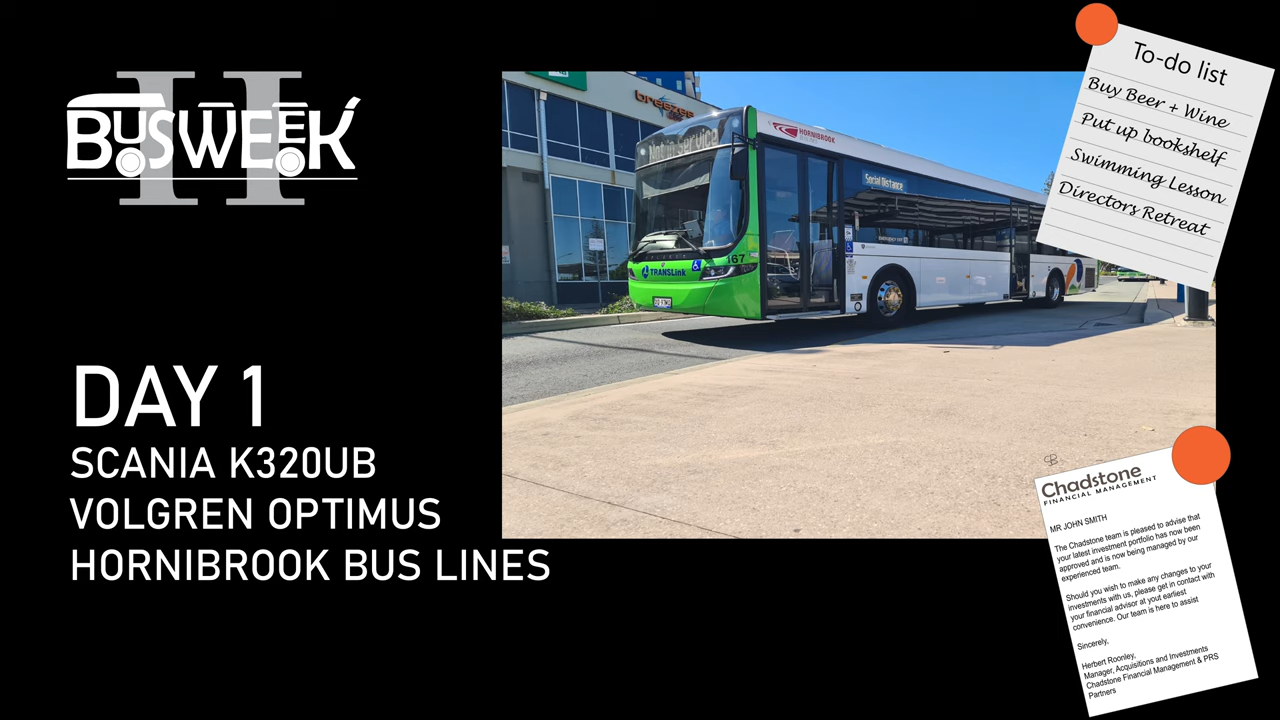 II
BUSWEEK
DAY 1
SCANIA K320UB
VOLGREN OPTIMUS
HORNIBROOK BUS LINES
breezes
Not in Service
HORNIBROOK
Social Distance
TRANSLink
167
To-do list
Buy Beer + Wine
Put up bookshelf
Swimming Lesson
Directors Retreat
Chadstone
FINANCIAL MANAGEMENT
MR JOHN SMITH
The Chadstone team is pleased to advise that
your latest investment portfolio has now been
approved and is now being managed by our
experienced team.
Should you wish to make any changes to your
investments with us, please get in contact with
your financial advisor at yout earliest
convenience. Our team is here to assist
Sincerely,
Herbert Roonley,
Manager, Acquisitions and Investments
Chadstone Financial Management & PRS
Partners